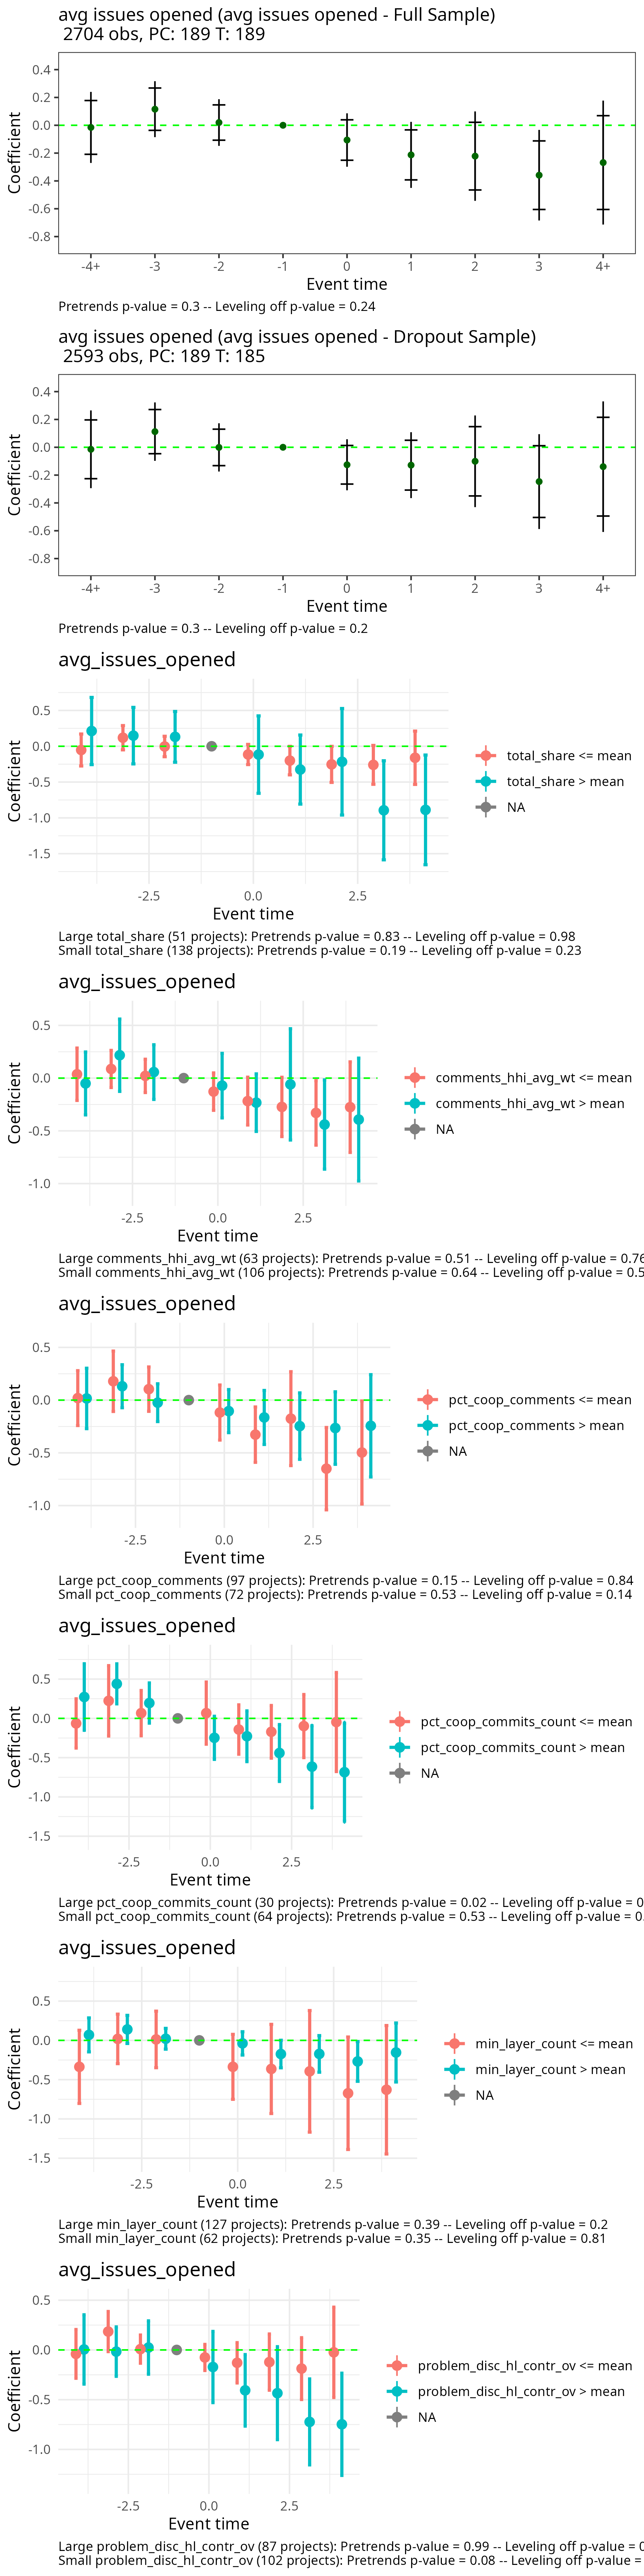 avg issues opened (avg issues opened - Full Sample)
2704 obs, PC: 189 T: 189
0.4
0.2
0.0
-0.2
-0.4
-0.6
-0.8
Coefficient
-4+ -3 -2 -1 0 1 2 3 4+
Event time
Pretrends p-value = 0.3 -- Leveling off p-value = 0.24
avg issues opened (avg issues opened - Dropout Sample)
2593 obs, PC: 189 T: 185
0.4
0.2
0.0
-0.2
-0.4
-0.6
-0.8
Coefficient
-4+ -3 -2 -1 0 1 2 3 4+
Event time
Pretrends p-value = 0.3 -- Leveling off p-value = 0.2
avg_issues_opened
0.5
0.0
-0.5
-1.0
-1.5
Coefficient
total_share <= mean
total_share > mean
NA
-2.5 0.0 2.5
Event time
Large total_share (51 projects): Pretrends p-value = 0.83 -- Leveling off p-value = 0.98
Small total_share (138 projects): Pretrends p-value = 0.19 -- Leveling off p-value = 0.23
avg_issues_opened
0.5
0.0
-0.5
-1.0
Coefficient
comments_hhi_avg_wt <= mean
comments_hhi_avg_wt > mean
NA
-2.5 0.0 2.5
Event time
Large comments_hhi_avg_wt (63 projects): Pretrends p-value = 0.51 -- Leveling off p-value = 0.76
Small comments_hhi_avg_wt (106 projects): Pretrends p-value = 0.64 -- Leveling off p-value = 0.5
avg_issues_opened
0.5
0.0
-0.5
-1.0
Coefficient
pct_coop_comments <= mean
pct_coop_comments > mean
NA
-2.5 0.0 2.5
Event time
Large pct_coop_comments (97 projects): Pretrends p-value = 0.15 -- Leveling off p-value = 0.84
Small pct_coop_comments (72 projects): Pretrends p-value = 0.53 -- Leveling off p-value = 0.14
avg_issues_opened
0.5
0.0
-0.5
-1.0
-1.5
Coefficient
pct_coop_commits_count <= mean
pct_coop_commits_count > mean
NA
-2.5 0.0 2.5
Event time
Large pct_coop_commits_count (30 projects): Pretrends p-value = 0.02 -- Leveling off p-value = 0
Small pct_coop_commits_count (64 projects): Pretrends p-value = 0.53 -- Leveling off p-value = 0.
avg_issues_opened
0.5
0.0
-0.5
-1.0
-1.5
Coefficient
min_layer_count <= mean
min_layer_count > mean
NA
-2.5 0.0 2.5
Event time
Large min_layer_count (127 projects): Pretrends p-value = 0.39 -- Leveling off p-value = 0.2
Small min_layer_count (62 projects): Pretrends p-value = 0.35 -- Leveling off p-value = 0.81
avg_issues_opened
0.5
0.0
-0.5
-1.0
Coefficient
problem_disc_hl_contr_ov <= mean
problem_disc_hl_contr_ov > mean
NA
-2.5 0.0 2.5
Event time
Large problem_disc_hl_contr_ov (87 projects): Pretrends p-value = 0.99 -- Leveling off p-value = 0
Small problem_disc_hl_contr_ov (102 projects): Pretrends p-value = 0.08 -- Leveling off p-value =